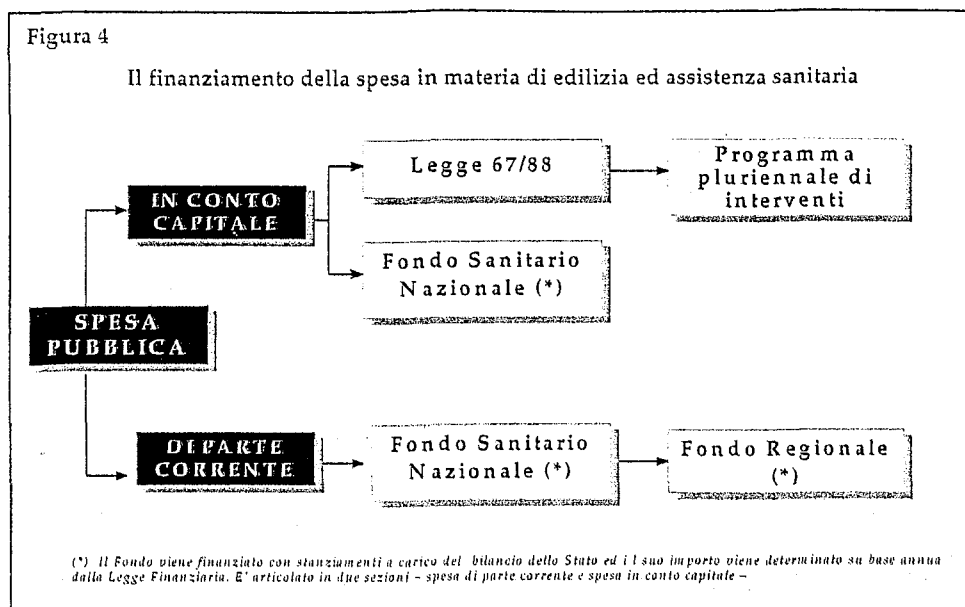 Figura 4
Il finanziamento della spesa in materia di edilizia ed assistenza sanitaria
IN CONTO
CAPITALE
Legge 67/88
Programma
pluriennale di
interventi
Fondo Sanitario
Nazionale (*)
SPESA
PUBBLICA
DI PARTE
CORRENTE
Fondo Sanitario
Nazionale (*)
Fondo Regionale
(*)
(*) Il Fondo viene finanziato con stanziamenti a carico del bilancio dello Stato ed i l suo importo viene determinato su base annua
dalla Legge Finanziaria. E' articolato in due sezioni – spesa di parte corrente e spesa in conto capitale –